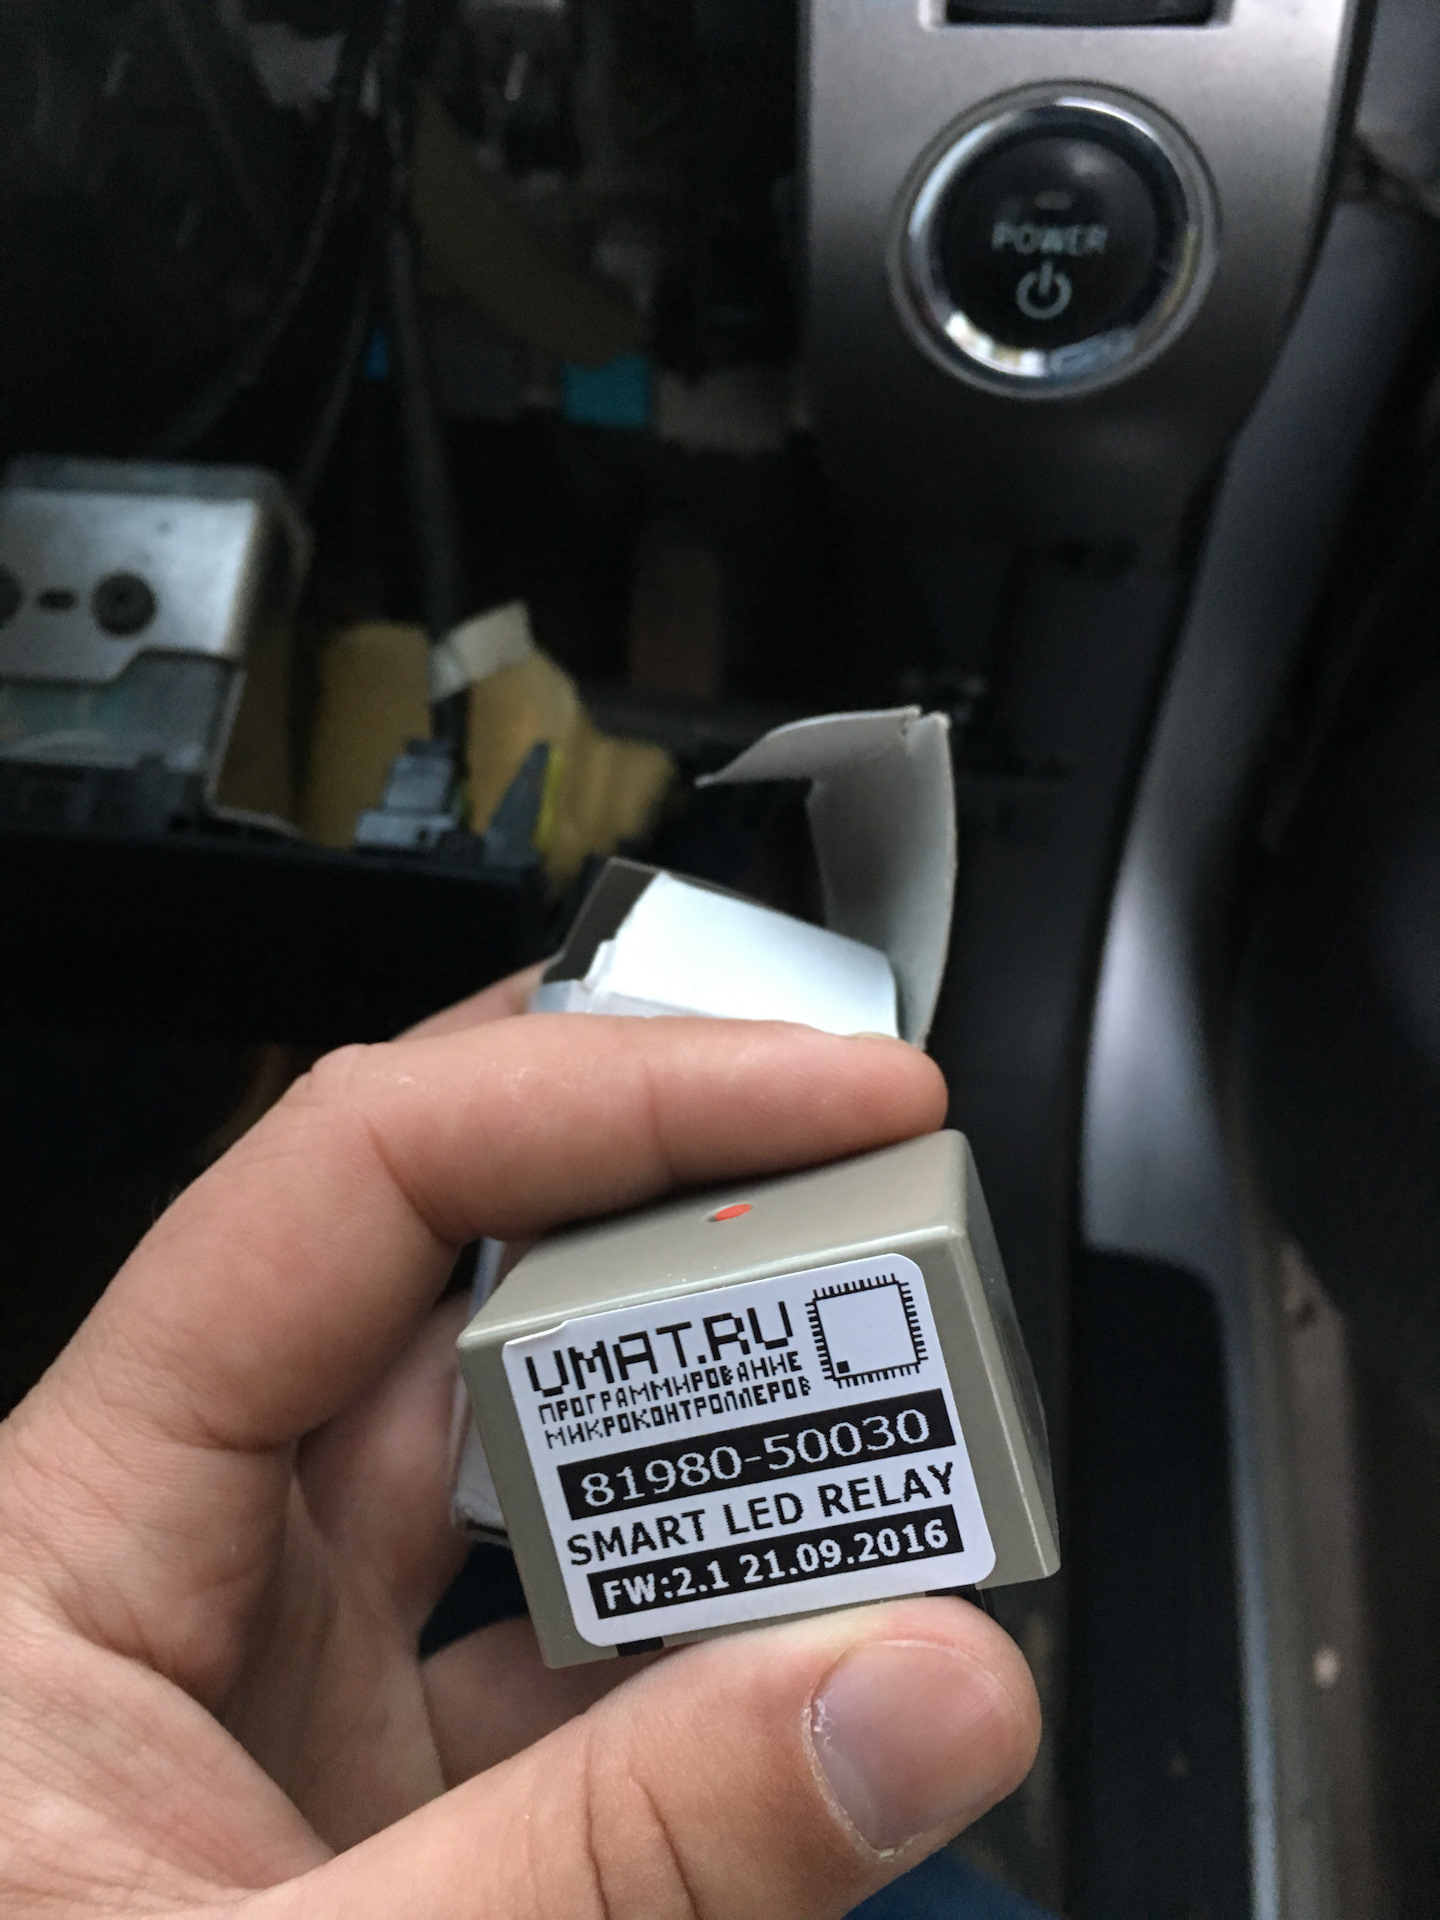 POWER
UMAT.RU
ПРОГРАММИРОВАНИЕ
МИКРОКОНТРОЛЛЕРОВ
81980-50030
SMART LED RELAY
FW:2.1 21.09.2016